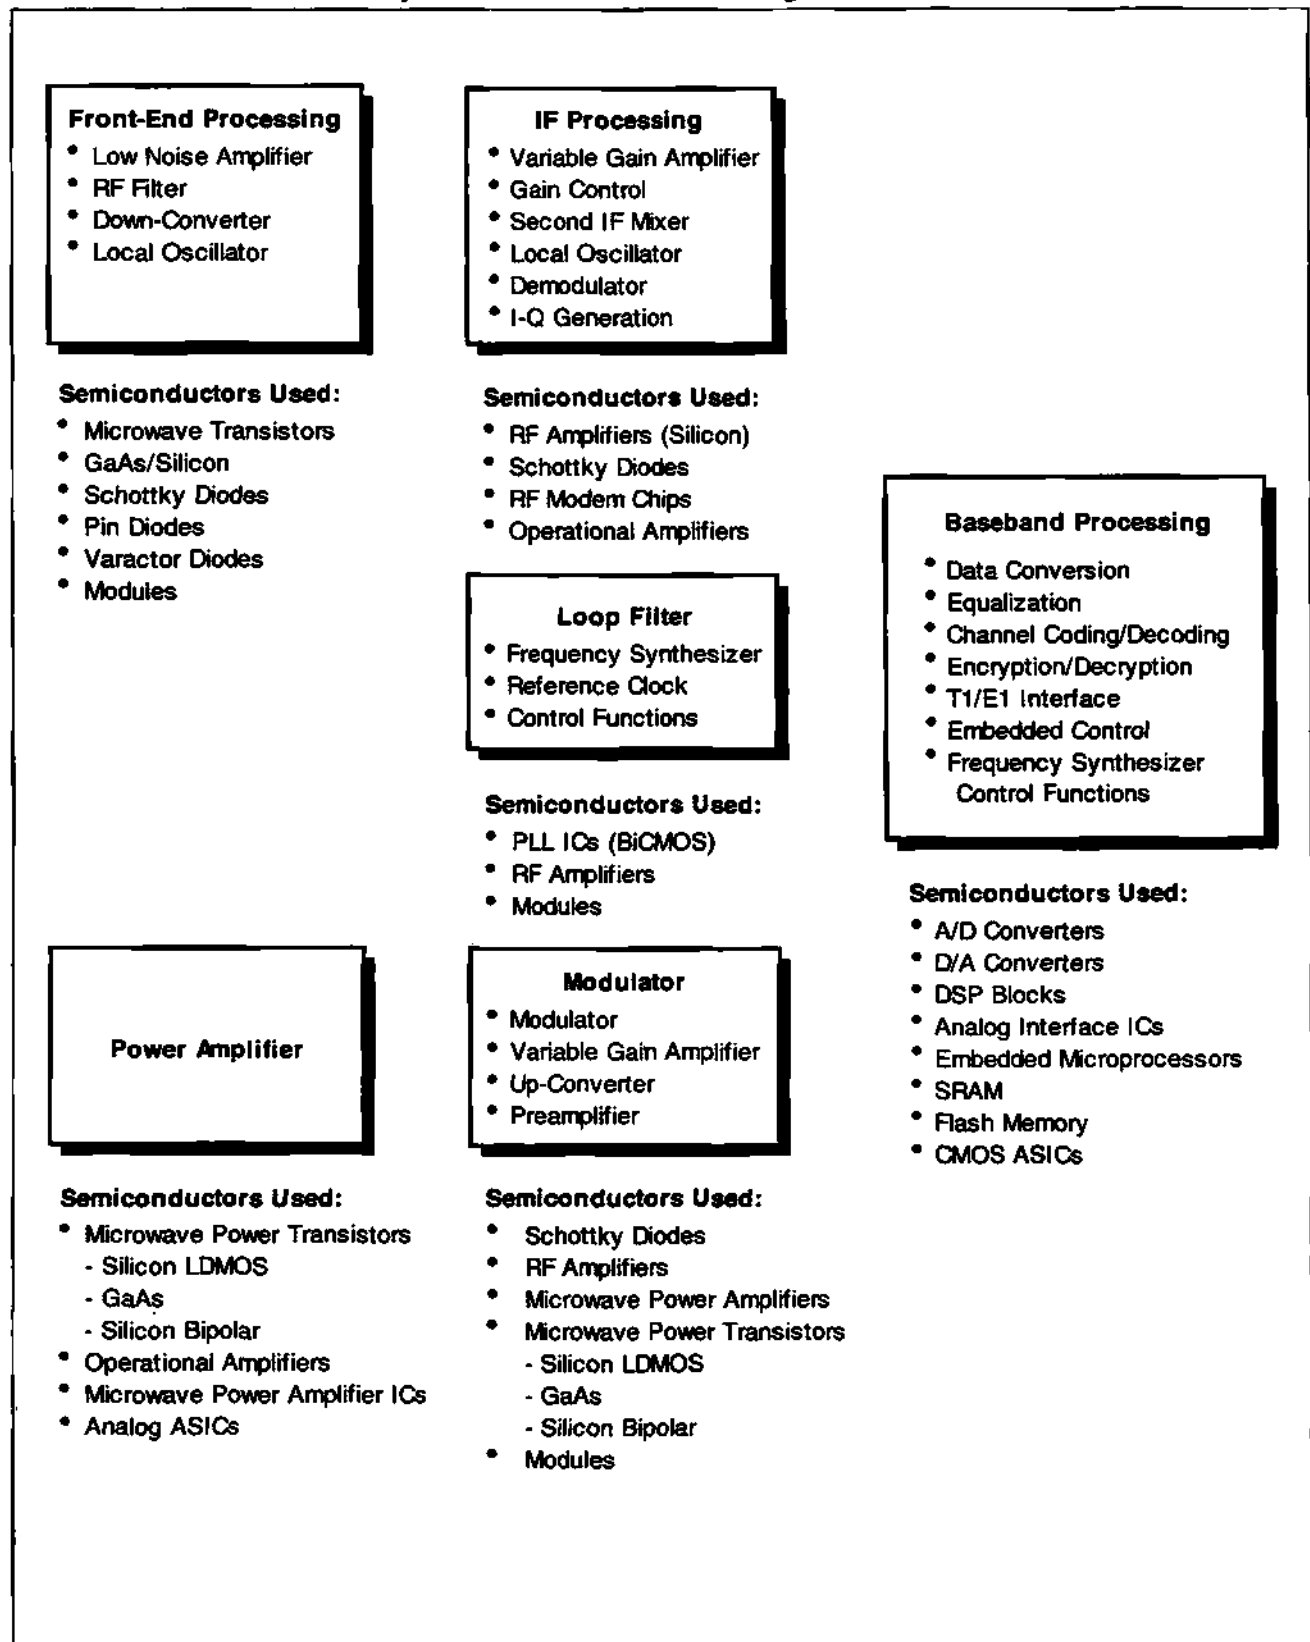 Front-End Processing
• Low Noise Amplifier
• RF Filter
• Down-Converter
• Local Oscillator
Semiconductors Used:
• Microwave Transistors
• GaAs/Silicon
• Schottky Diodes
• Pin Diodes
• Varactor Diodes
• Modules
IF Processing
• Variable Gain Amplifier
• Gain Control
• Second IF Mixer
• Local Oscillator
• Demodulator
• I-Q Generation
Semiconductors Used:
• RF Amplifiers (Silicon)
• Schottky Diodes
• RF Modem Chips
• Operational Amplifiers
Loop Filter
• Frequency Synthesizer
• Reference Clock
• Control Functions
Semiconductors Used:
• PLL ICs (BiCMOS)
• RF Amplifiers
• Modules
Baseband Processing
• Data Conversion
• Equalization
• Channel Coding/Decoding
• Encryption/Decryption
• T1/E1 Interface
• Embedded Control
• Frequency Synthesizer
Control Functions
Semiconductors Used:
• A/D Converters
• D/A Converters
• DSP Blocks
• Analog Interface ICs
• Embedded Microprocessors
• SRAM
• Flash Memory
• CMOS ASICs
Power Amplifier
Semiconductors Used:
• Microwave Power Transistors
- Silicon LDMOS
- GaAs
- Silicon Bipolar
• Operational Amplifiers
• Microwave Power Amplifier ICs
• Analog ASICs
Modulator
• Modulator
• Variable Gain Amplifier
• Up-Converter
• Preamplifier
Semiconductors Used:
• Schottky Diodes
• RF Amplifiers
• Microwave Power Amplifiers
• Microwave Power Transistors
- Silicon LDMOS
- GaAs
- Silicon Bipolar
• Modules